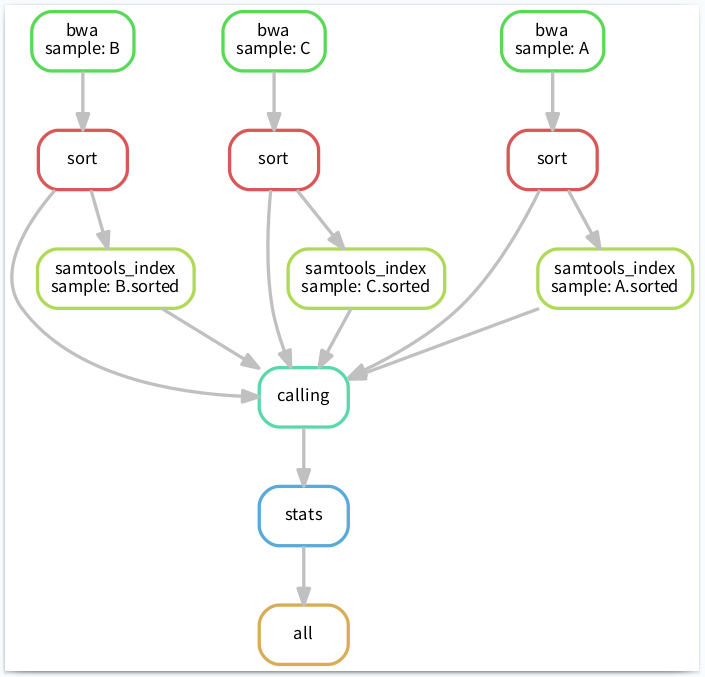 bwa
sample: B
bwa
sample: C
bwa
sample: A
sort
sort
sort
samtools_index
sample: B.sorted
samtools_index
sample: C.sorted
samtools_index
sample: A.sorted
calling
stats
all